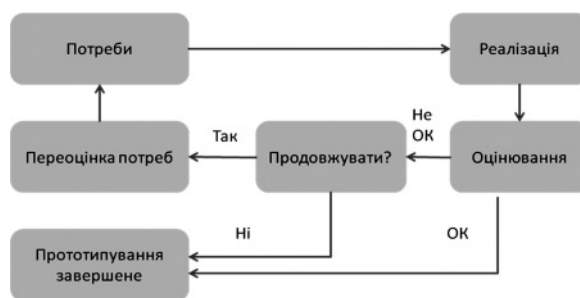 Потреби
Реалізація
Не
ОК
Так
Переоцінка потреб
Продовжувати?
Оцінювання
Ні
ОК
Прототипування
завершене